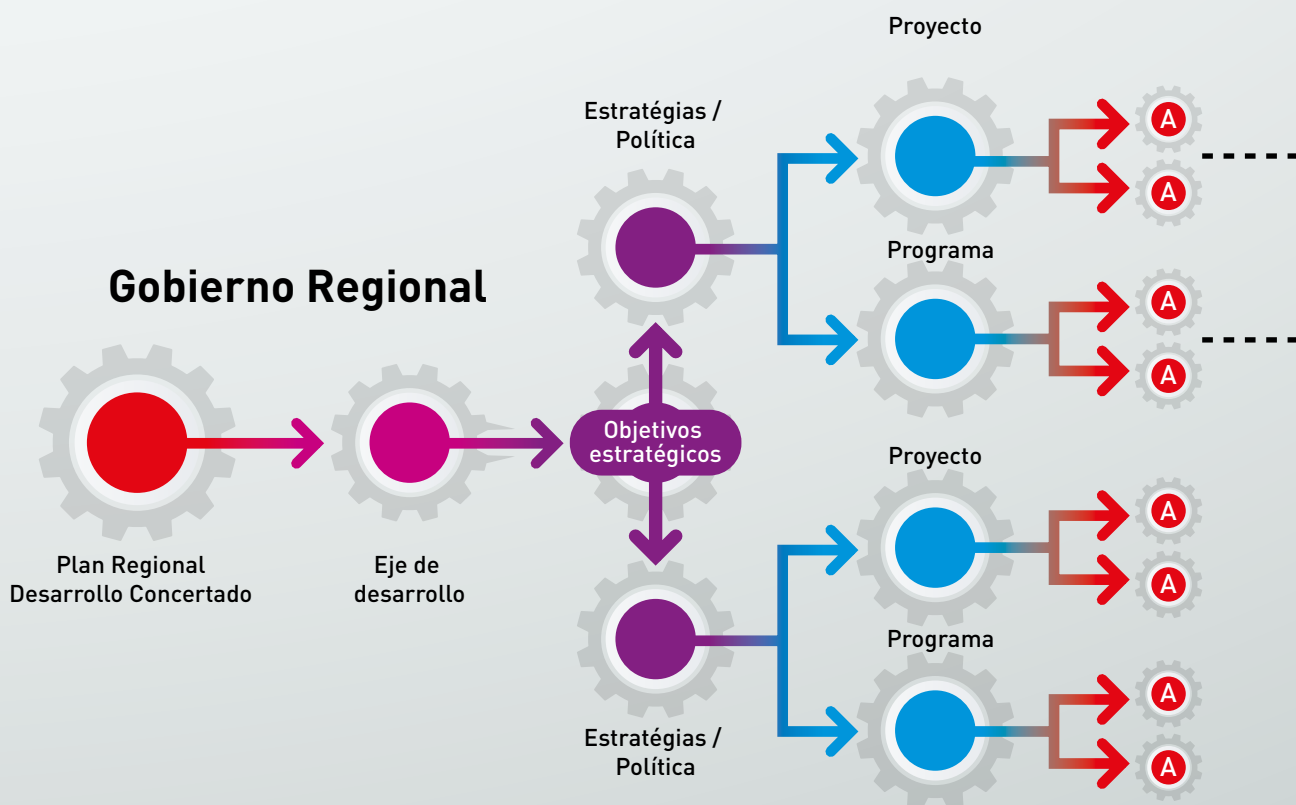 Proyecto
Estratégias /
Política
A
A
Programa
A
A
Gobierno Regional
Plan Regional
Desarrollo Concertado
Eje de
desarrollo
Objetivos
estratégicos
Proyecto
A
A
Programa
A
A
Estratégias /
Política